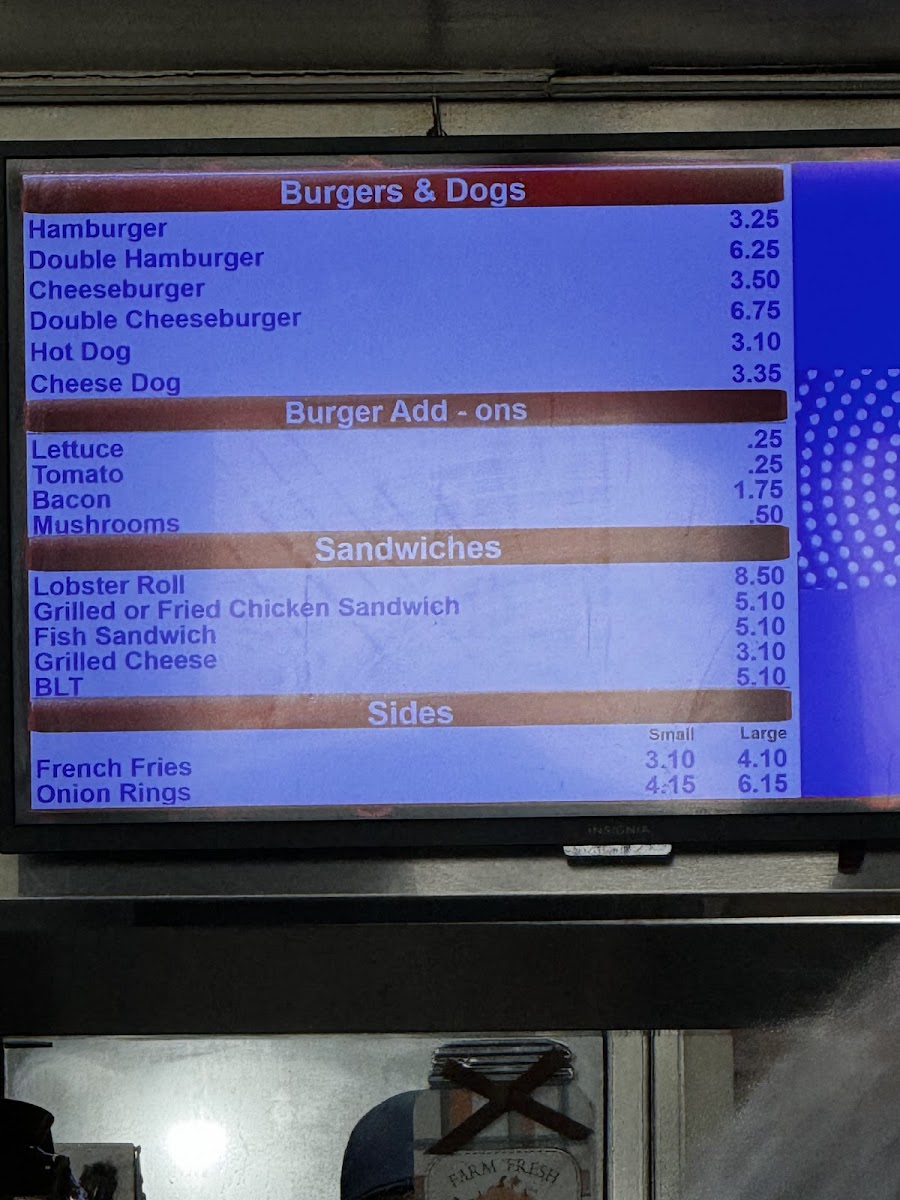 Burgers & Dogs
Hamburger 3.25
Double Hamburger 6.25
Cheeseburger 3.50
Double Cheeseburger 6.75
Hot Dog 3.10
Cheese Dog 3.35
Burger Add - ons
Lettuce .25
Tomato .25
Bacon 1.75
Mushrooms .50
Sandwiches
Lobster Roll 8.50
Grilled or Fried Chicken Sandwich 5.10
Fish Sandwich 5.10
Grilled Cheese 3.10
BLT 5.10
Sides
Small Large
French Fries 3.10 4.10
Onion Rings 4.15 6.15
INSIGNIA
FARM FRESH